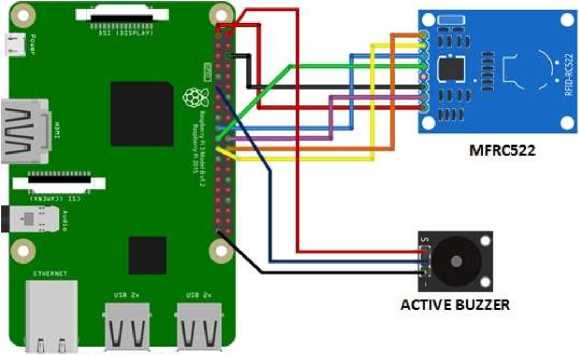 DSI (DISPLAY)
Power
HDMI
Raspberry Pi 3 Model B v1.2
Raspberry Pi 2015
CSI (CAMERA)
Audio
ETHERNET
USB 2x
USB 2x
RFID-RC522
MFRC522
S
-
ACTIVE BUZZER